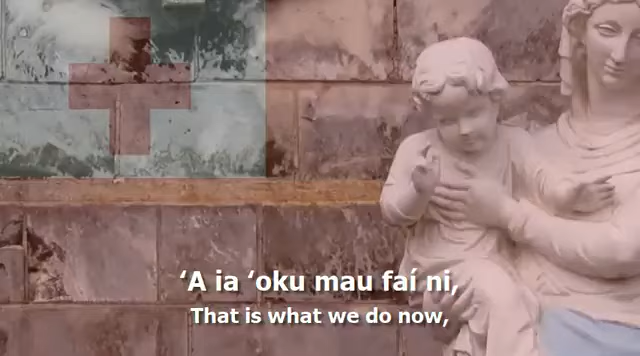 ‘A ia ‘oku mau faí ni,
That is what we do now,